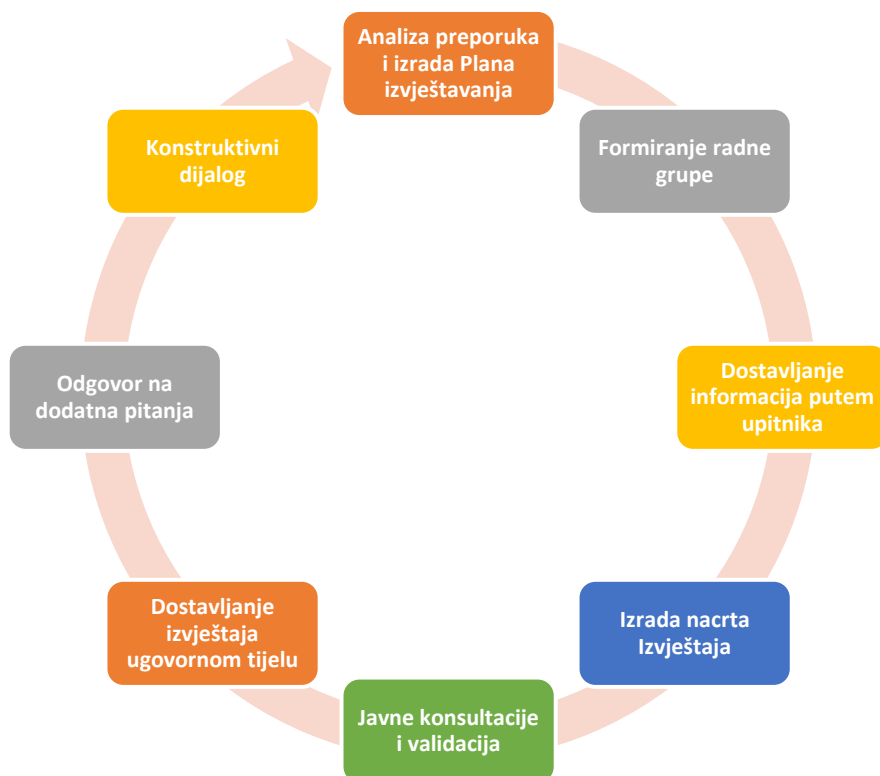 Analiza preporuka
i izrada Plana
izvještavanja
Formiranje radne
grupe
Dostavljanje
informacija putem
upitnika
Izrada nacrta
Izvještaja
Javne konsultacije
i validacija
Dostavljanje
izvještaja
ugovornom tijelu
Odgovor na
dodatna pitanja
Konstruktivni
dijalog